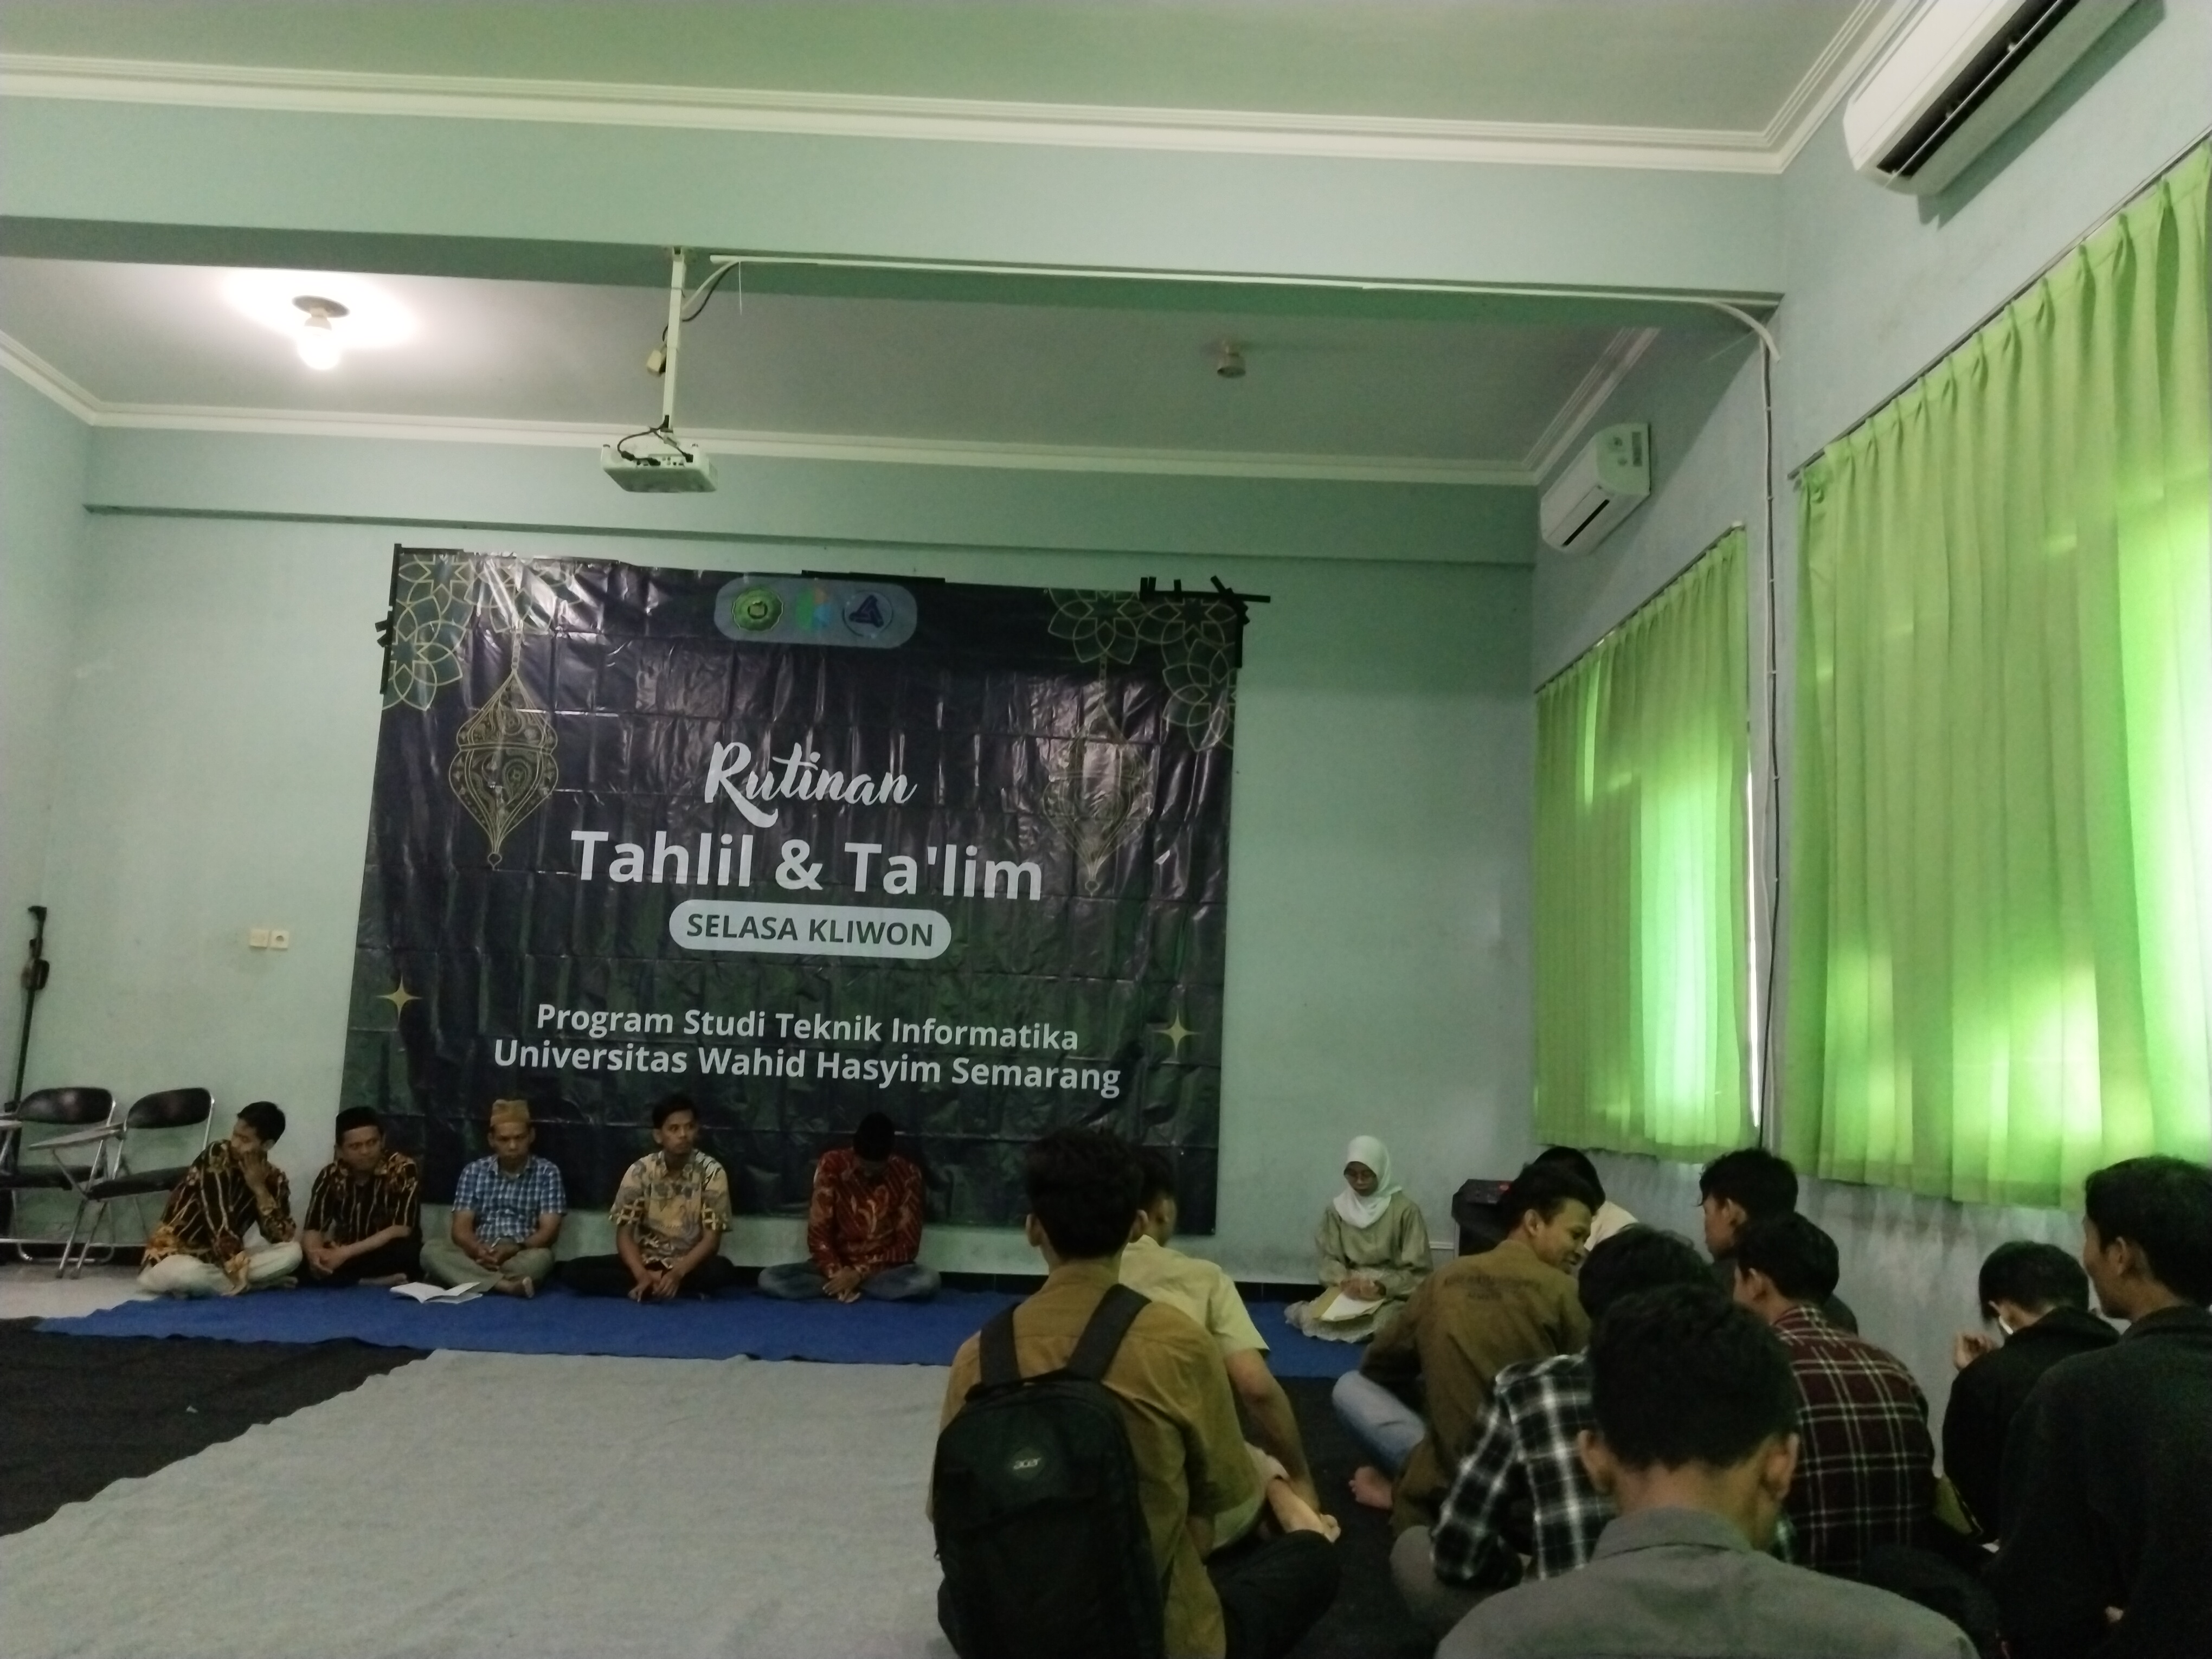 Rutinan
Tahlil & Ta'lim
SELASA KLIWON
Program Studi Teknik Informatika
Universitas Wahid Hasyim Semarang
acer